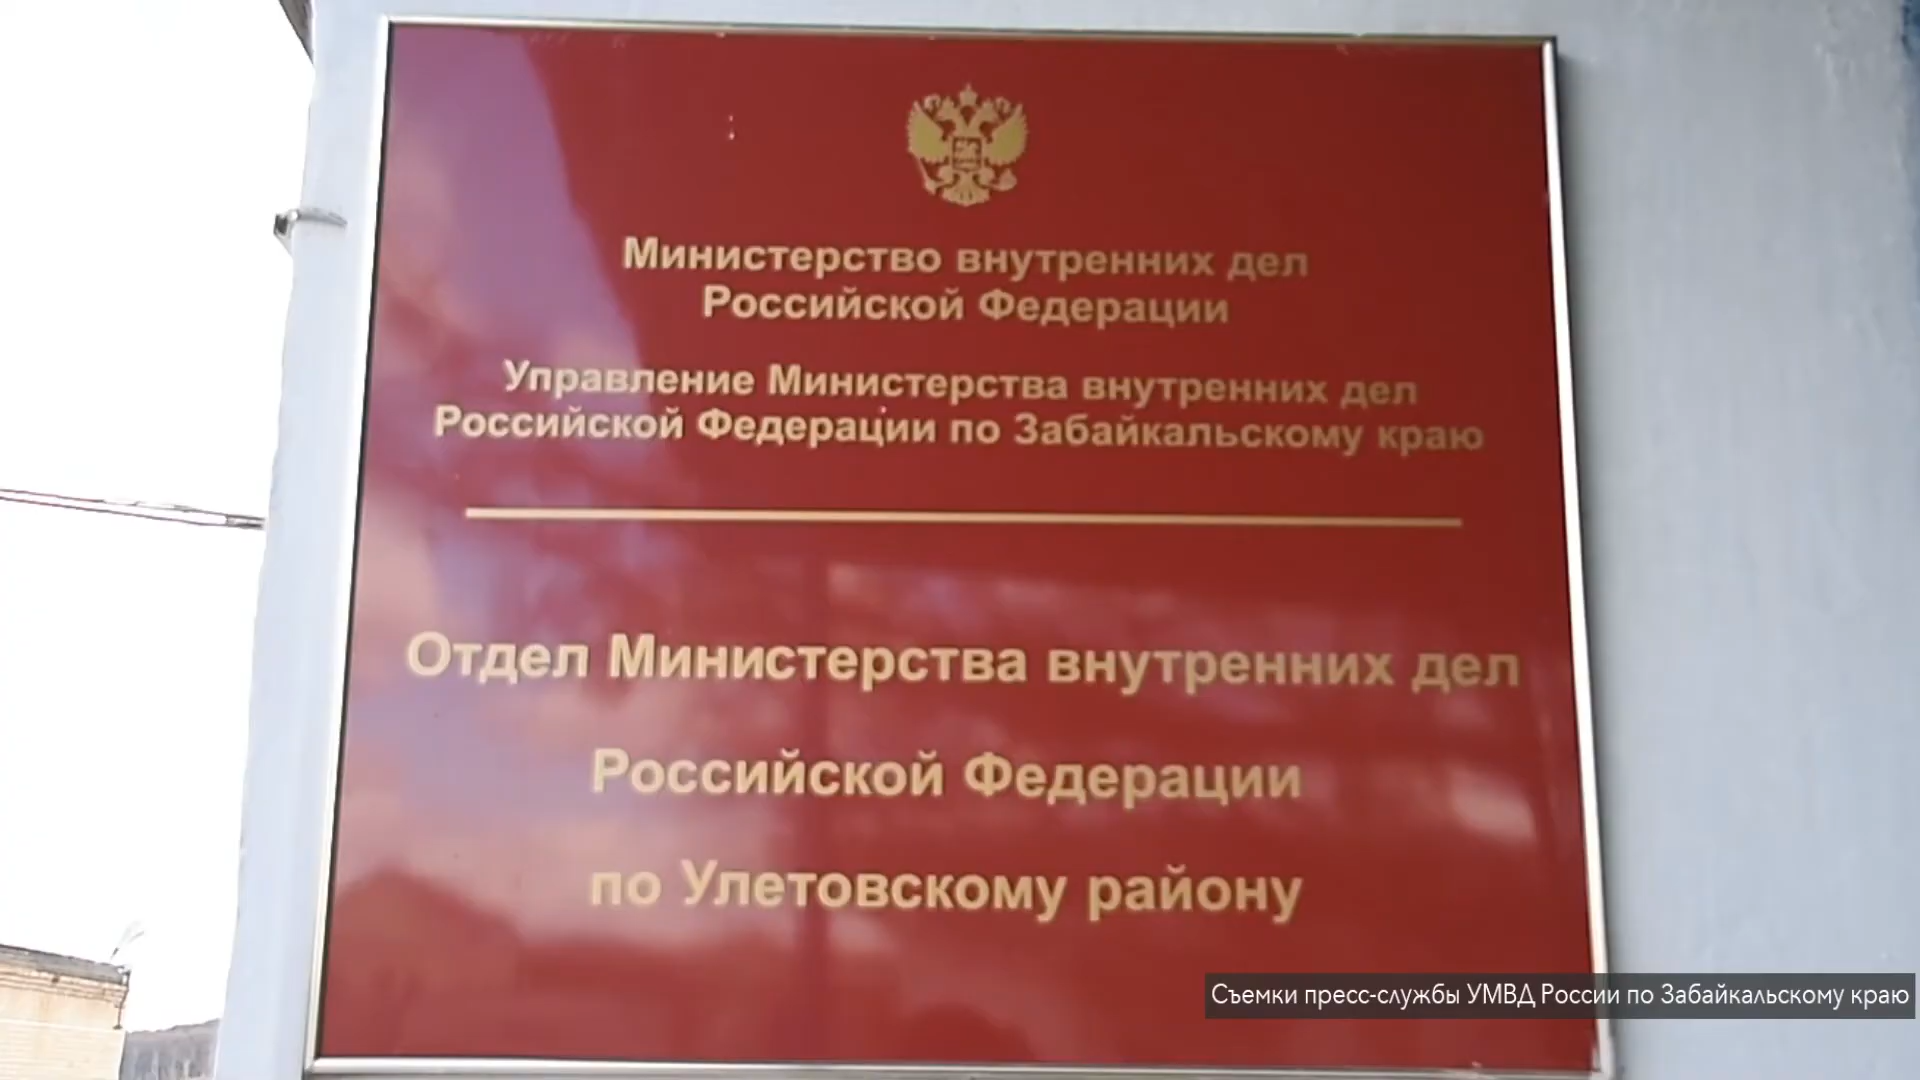 Министерство внутренних дел
Российской Федерации
Управление Министерства внутренних дел
Российской Федерации по Забайкальскому краю
Отдел Министерства внутренних дел
Российской Федерации
по Улетовскому району
Съемки пресс-службы УМВД России по Забайкальскому краю